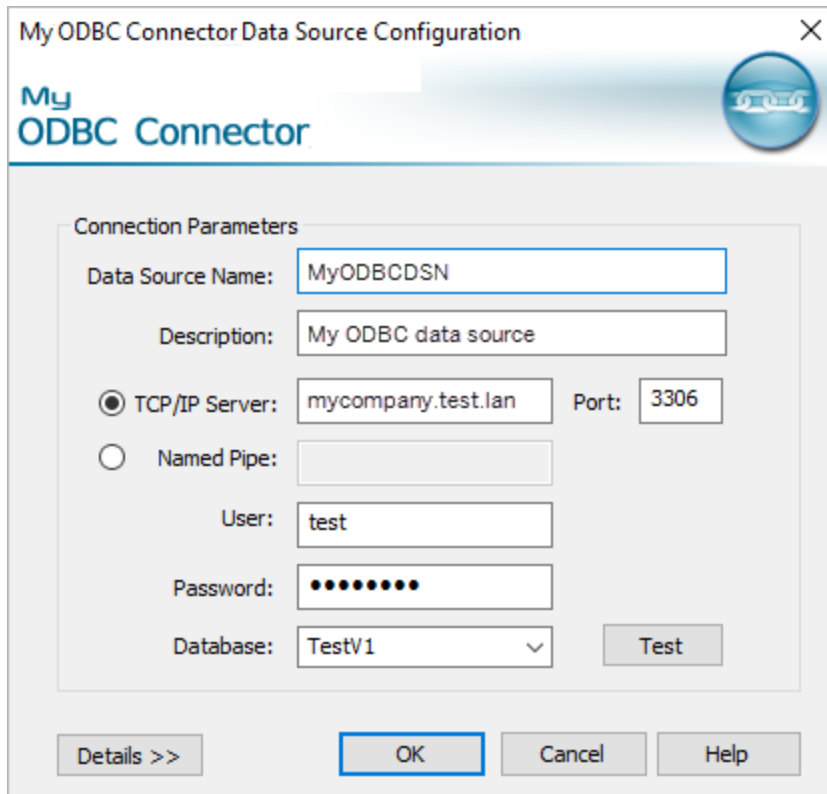 My ODBC Connector Data Source Configuration
My
ODBC Connector
Connection Parameters
Data Source Name: MyODBCDSN
Description: My ODBC data source
TCP/IP Server: mycompany.test.lan Port: 3306
Named Pipe:
User: test
Password: ••••••••
Database: TestV1 Test
Details >> OK Cancel Help